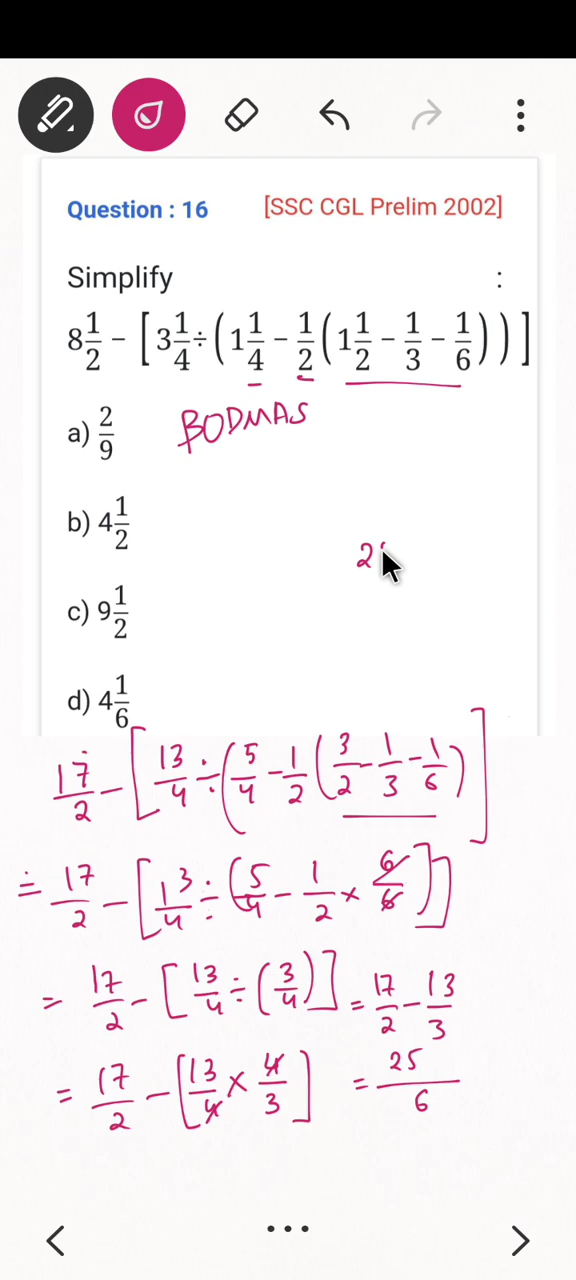 Question : 16 [SSC CGL Prelim 2002]
Simplify :
8 1/2 - [3 1/4 ÷ (1 1/4 - 1/2 (1 1/2 - 1/3 - 1/6))]
a) 2/9
BODMAS
b) 4 1/2
c) 9 1/2
d) 4 1/6
17/2 - [13/4 ÷ (5/4 - 1/2 (3/2 - 1/3 - 1/6)]
= 17/2 - [13/4 ÷ (5/4 - 1/2 × 6/6)]
= 17/2 - [13/4 ÷ (3/4)] = 17/2 - 13/3
= 17/2 - [13/4 × 4/3] = 25/6